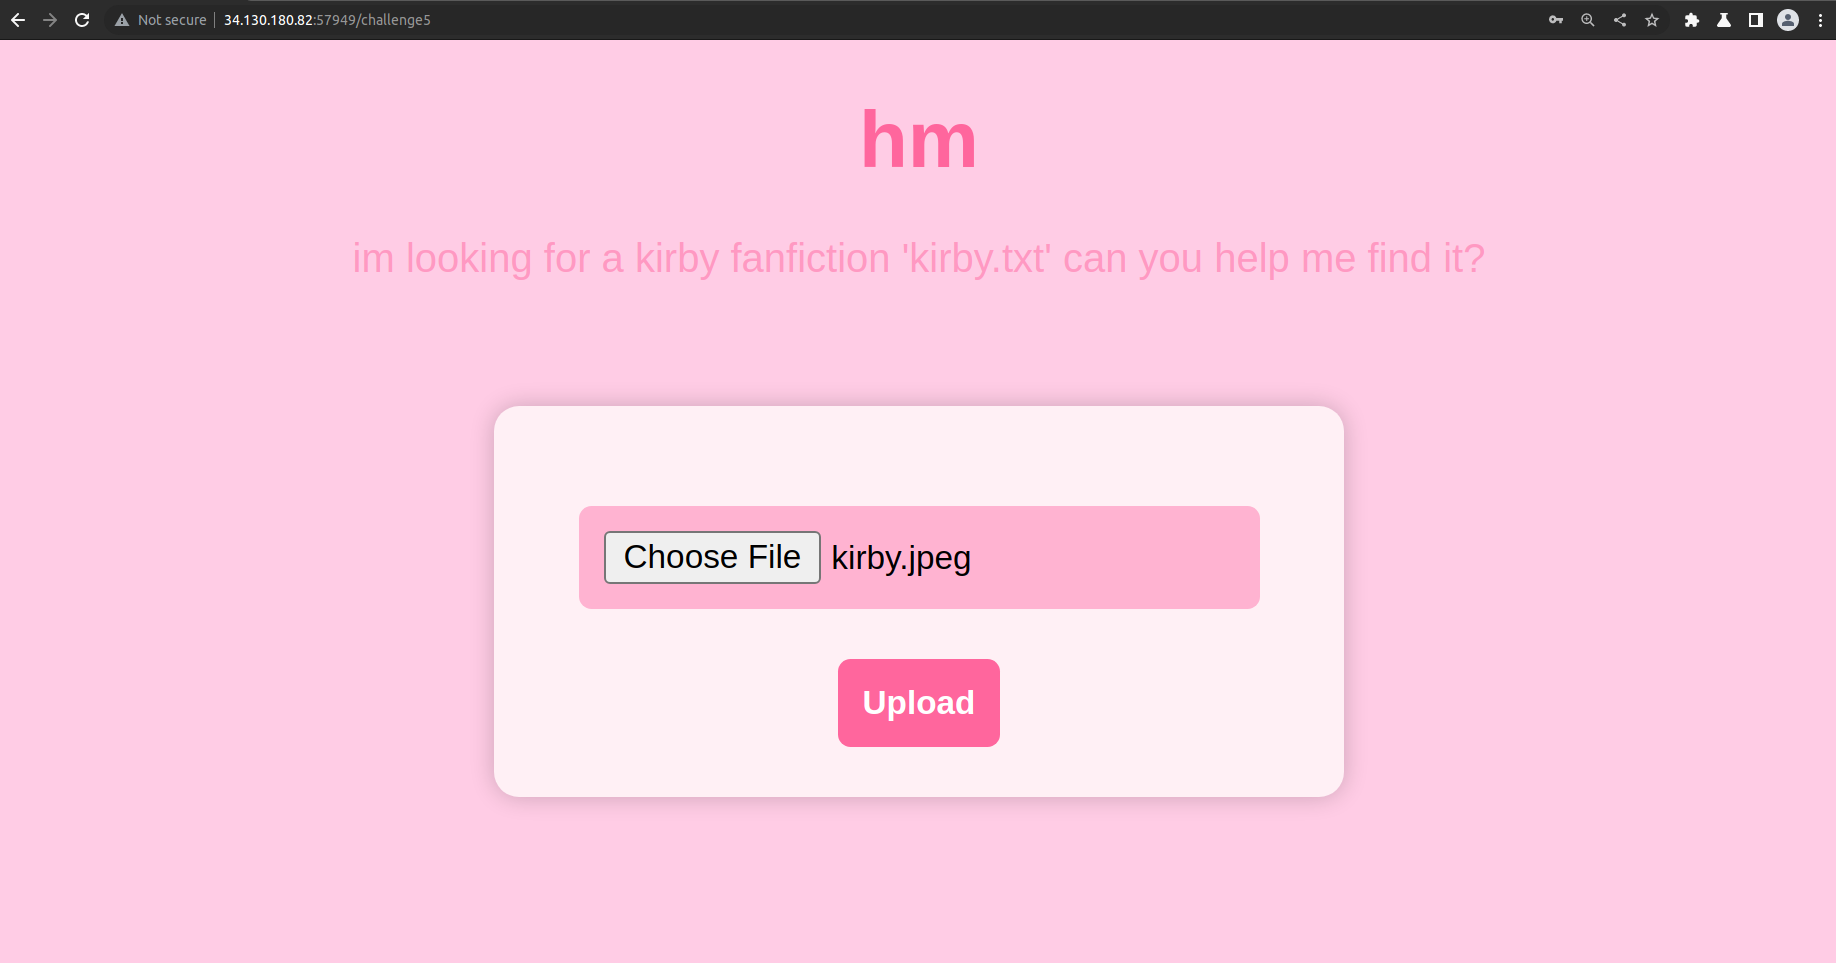 Not secure 34.130.180.82:57949/challenge5
hm
im looking for a kirby fanfiction 'kirby.txt' can you help me find it?
Choose File kirby.jpeg
Upload